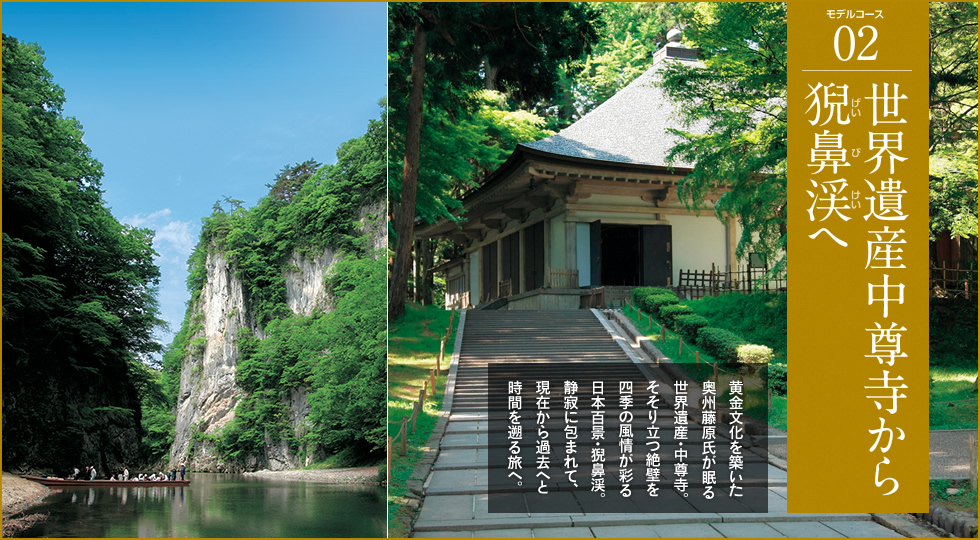 モデルコース
02
世界遺産中尊寺から
猊鼻渓へ
げい び けい
黄金文化を築いた
奥州藤原氏が眠る
世界遺産・中尊寺。
そそり立つ絶壁を
四季の風情が彩る
日本百景・猊鼻渓。
静寂に包まれて、
現在から過去へと
時間を遡る旅へ。